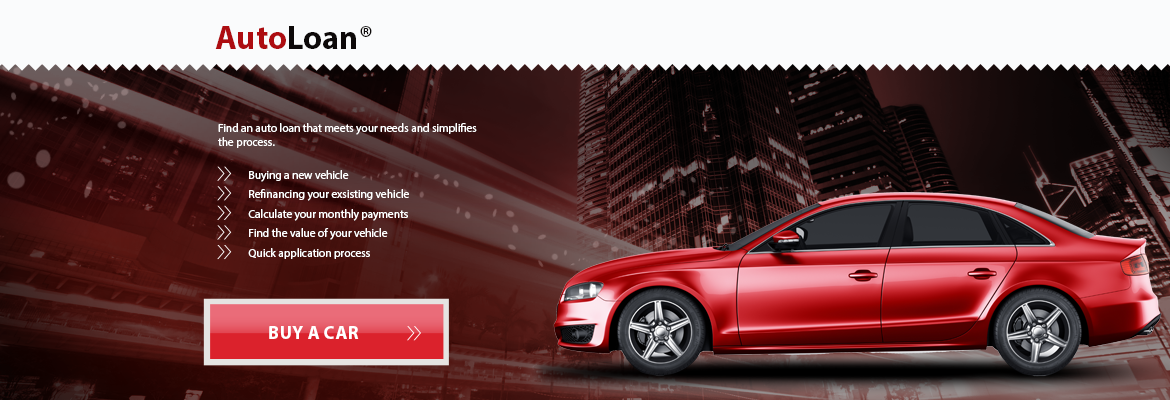 AutoLoan®
Find an auto loan that meets your needs and simplifies
the process.
Buying a new vehicle
Refinancing your exsisting vehicle
Calculate your monthly payments
Find the value of your vehicle
Quick application process
BUY A CAR